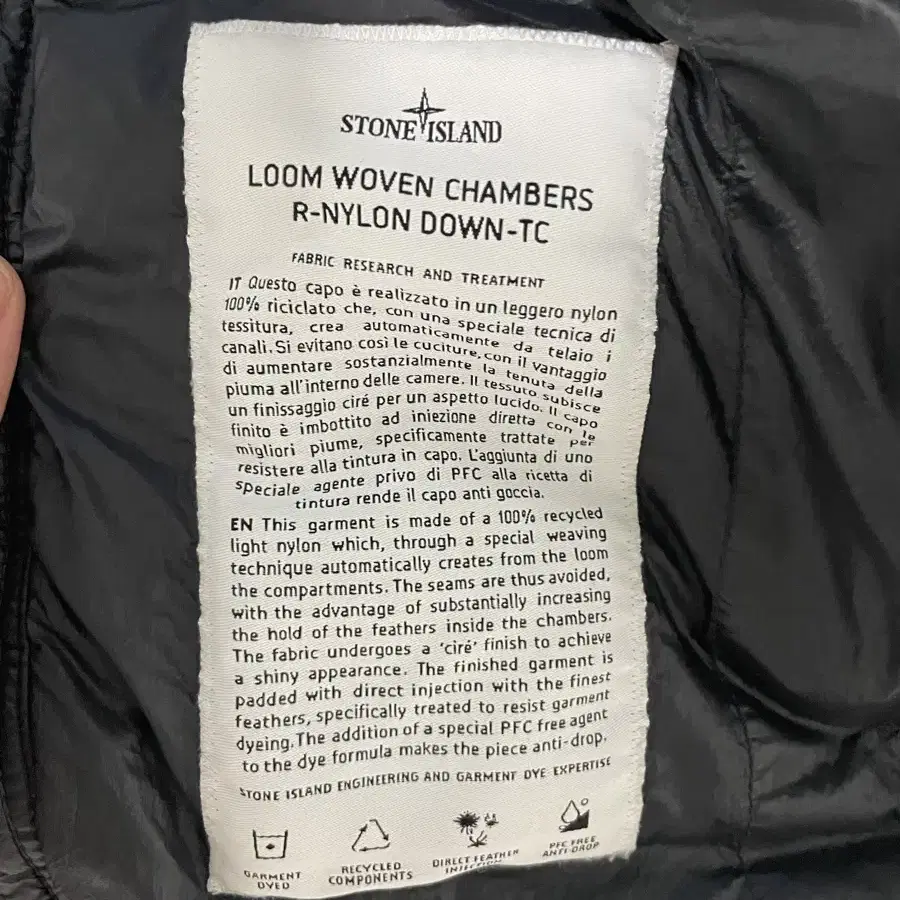 STONE ISLAND
LOOM WOVEN CHAMBERS
R-NYLON DOWN-TC
FABRIC RESEARCH AND TREATMENT
IT Questo capo è realizzato in un leggero nylon
100% riciclato che, con una speciale tecnica di
tessitura, crea automaticamente da telaio i
canali. Si evitano così le cuciture, con il vantaggio
di aumentare sostanzialmente la tenuta della
piuma all'interno delle camere. Il tessuto subisce
un finissaggio ciré per un aspetto lucido. Il capo
finito è imbottito ad iniezione diretta con le
migliori piume, specificamente trattate per
resistere alla tintura in capo. L'aggiunta di uno
speciale agente privo di PFC alla ricetta di
tintura rende il capo anti goccia.
EN This garment is made of a 100% recycled
light nylon which, through a special weaving
technique automatically creates from the loom
the compartments. The seams are thus avoided,
with the advantage of substantially increasing
the hold of the feathers inside the chambers.
The fabric undergoes a 'ciré' finish to achieve
a shiny appearance. The finished garment is
padded with direct injection with the finest
feathers, specifically treated to resist garment
dyeing. The addition of a special PFC free agent
to the dye formula makes the piece anti-drop.
STONE ISLAND ENGINEERING AND GARMENT DYE EXPERTISE
GARMENT DYED
RECYCLED COMPONENTS
DIRECT FEATHER INJECTION
PFC FREE ANTI-DROP